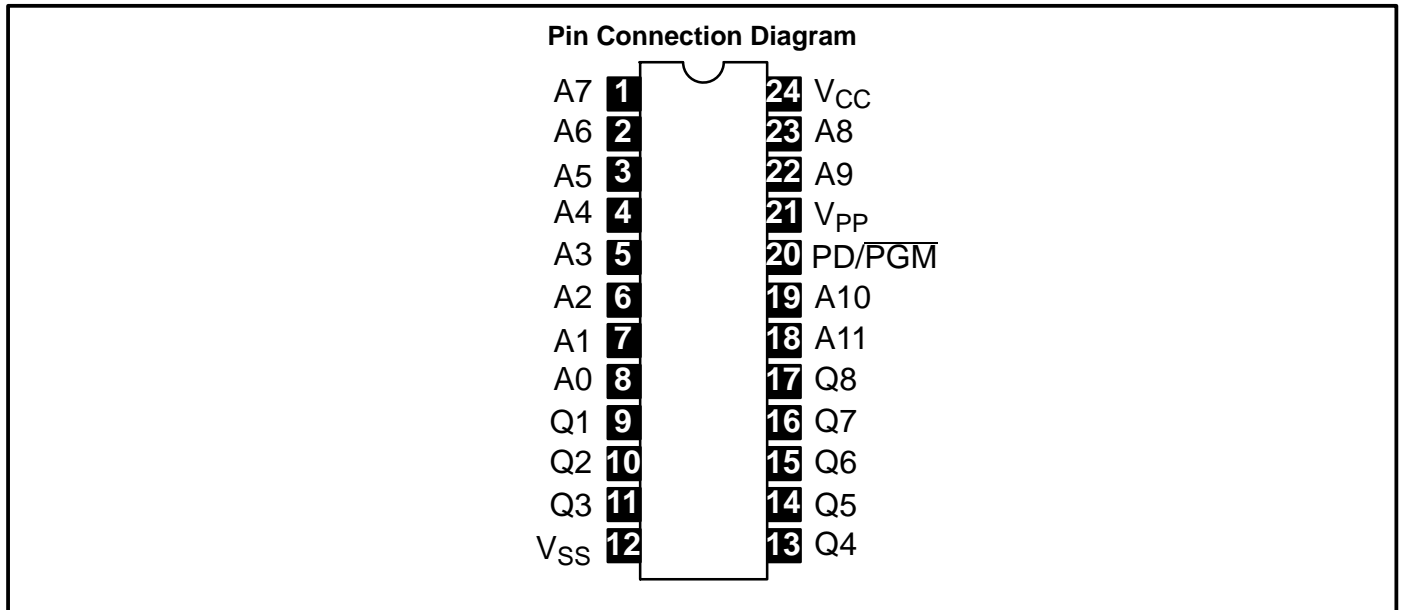 Pin Connection Diagram
A7 1 24 VCC
A6 2 23 A8
A5 3 22 A9
A4 4 21 VPP
A3 5 20 PD/P̅G̅M̅
A2 6 19 A10
A1 7 18 A11
A0 8 17 Q8
Q1 9 16 Q7
Q2 10 15 Q6
Q3 11 14 Q5
VSS 12 13 Q4